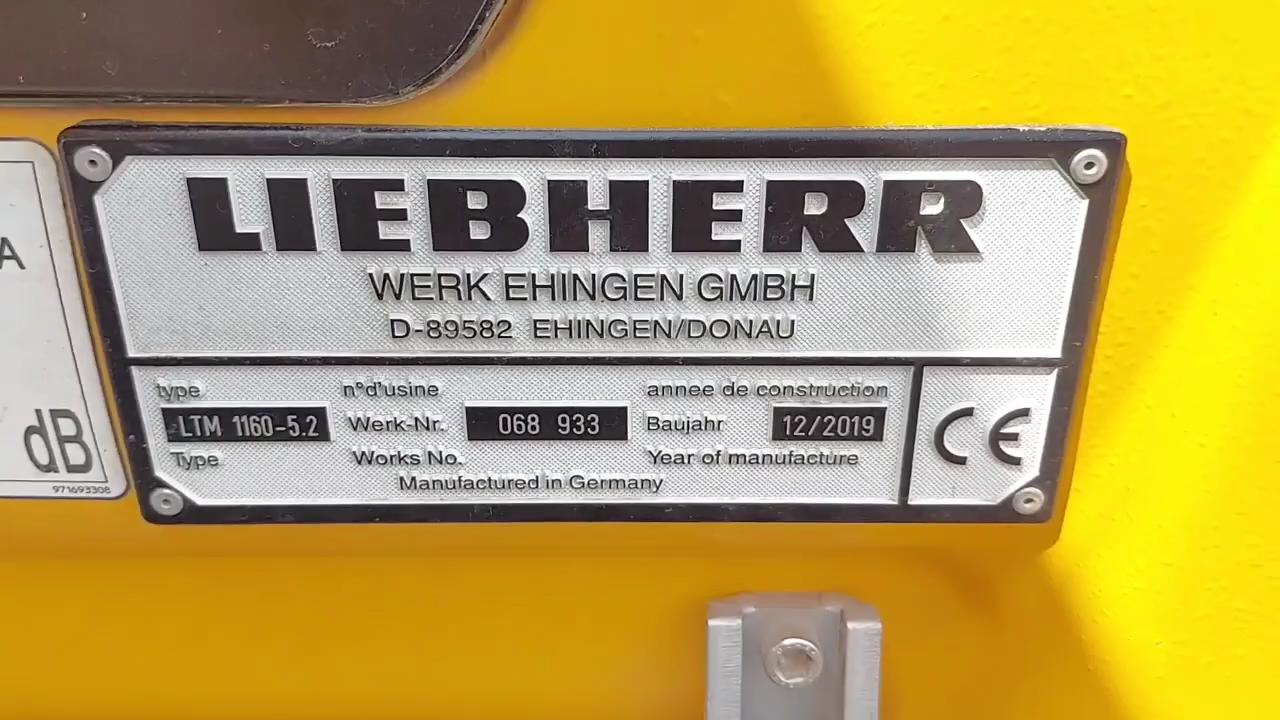 LIEBHERR
WERK EHINGEN GMBH
D-89582 EHINGEN/DONAU
type
n°d'usine
annee de construction
LTM 1160-5.2
Werk-Nr.
068 933
Baujahr
12/2019
Type
Works No.
Year of manufacture
Manufactured in Germany
CE
A
dB
971693308